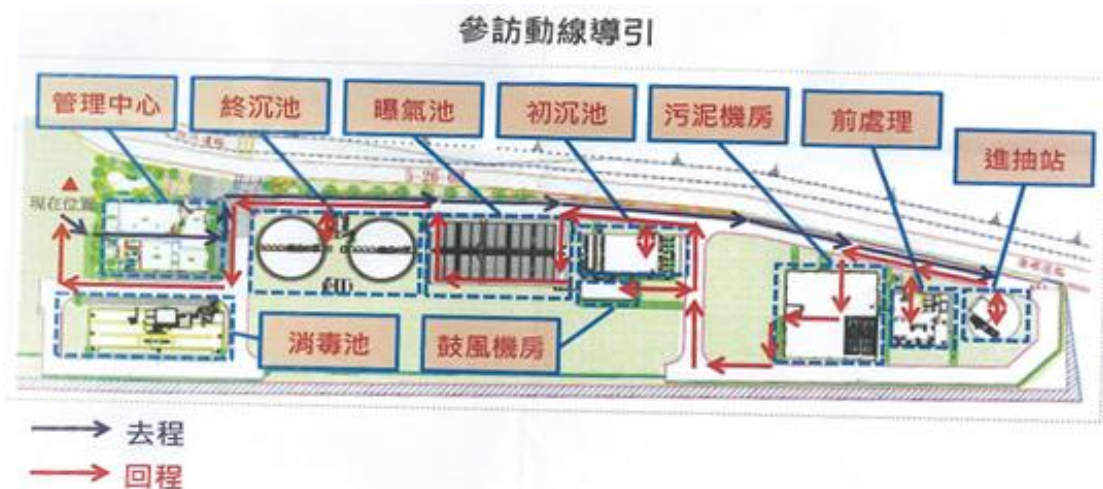 參訪動線導引
管理中心
終沉池
曝氣池
初沉池
污泥機房
前處理
進抽站
現在位置
消毒池
鼓風機房
去程
回程